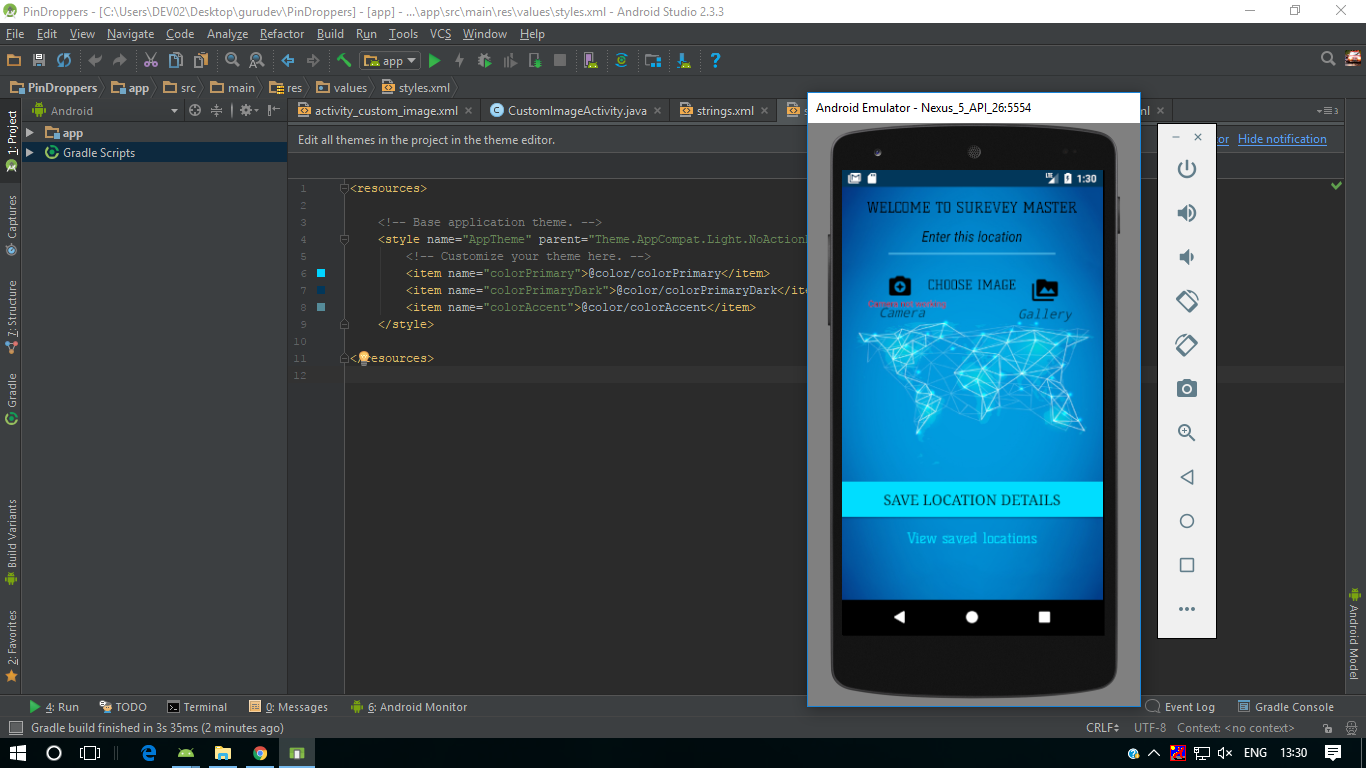 PinDroppers - [C:\Users\DEV02\Desktop\gurudev\PinDroppers] - [app] - ...\app\src\main\res\values\styles.xml - Android Studio 2.3.3
File Edit View Navigate Code Analyze Refactor Build Run Tools VCS Window Help
app
PinDroppers app src main res values styles.xml
Android
activity_custom_image.xml CustomImageActivity.java strings.xml
app
Gradle Scripts
Edit all themes in the project in the theme editor.
Hide notification
1: Project
Captures
7: Structure
Gradle
Build Variants
2: Favorites
1 <resources>
2
3 <!-- Base application theme. -->
4 <style name="AppTheme" parent="Theme.AppCompat.Light.NoAction
5 <!-- Customize your theme here. -->
6 <item name="colorPrimary">@color/colorPrimary</item>
7 <item name="colorPrimaryDark">@color/colorPrimaryDark</ite
8 <item name="colorAccent">@color/colorAccent</item>
9 </style>
10
11 </resources>
12
Android Emulator - Nexus_5_API_26:5554
LTE 1:30
WELCOME TO SUREVEY MASTER
Enter this location
CHOOSE IMAGE
Camera
Gallery
SAVE LOCATION DETAILS
View saved locations
Android Model
4: Run TODO Terminal 0: Messages 6: Android Monitor Event Log Gradle Console
Gradle build finished in 3s 35ms (2 minutes ago) CRLF UTF-8 Context: <no context>
ENG 13:30